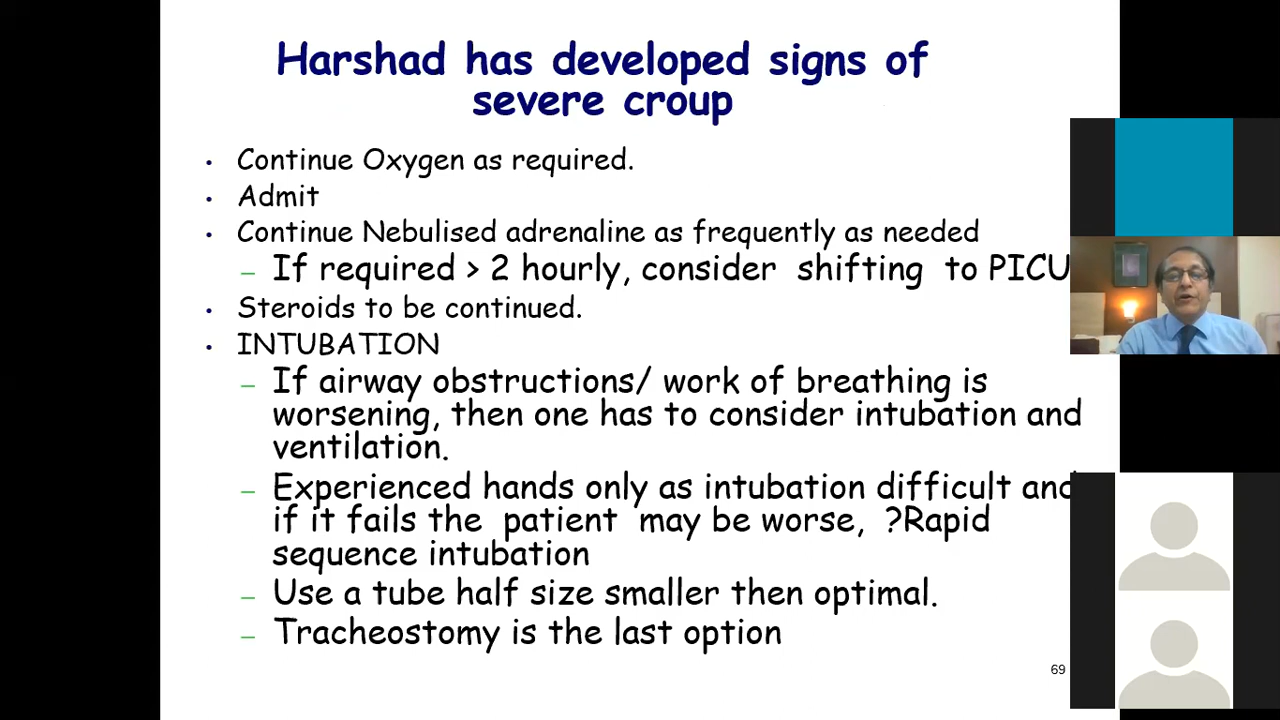 Harshad has developed signs of
severe croup
• Continue Oxygen as required.
• Admit
• Continue Nebulised adrenaline as frequently as needed
– If required > 2 hourly, consider shifting to PICU
• Steroids to be continued.
• INTUBATION
– If airway obstructions/ work of breathing is
worsening, then one has to consider intubation and
ventilation.
– Experienced hands only as intubation difficult and
if it fails the patient may be worse, ?Rapid
sequence intubation
– Use a tube half size smaller then optimal.
– Tracheostomy is the last option
69